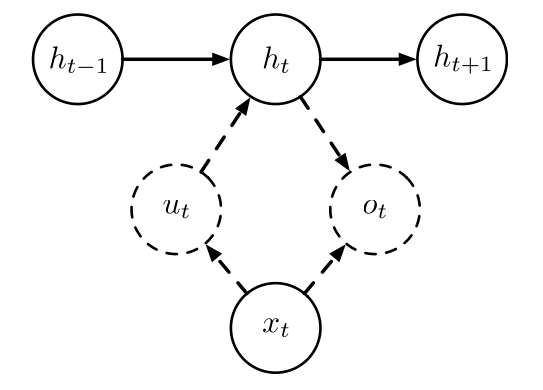 h_{t−1} h_t h_{t+1}
u_t o_t
x_t